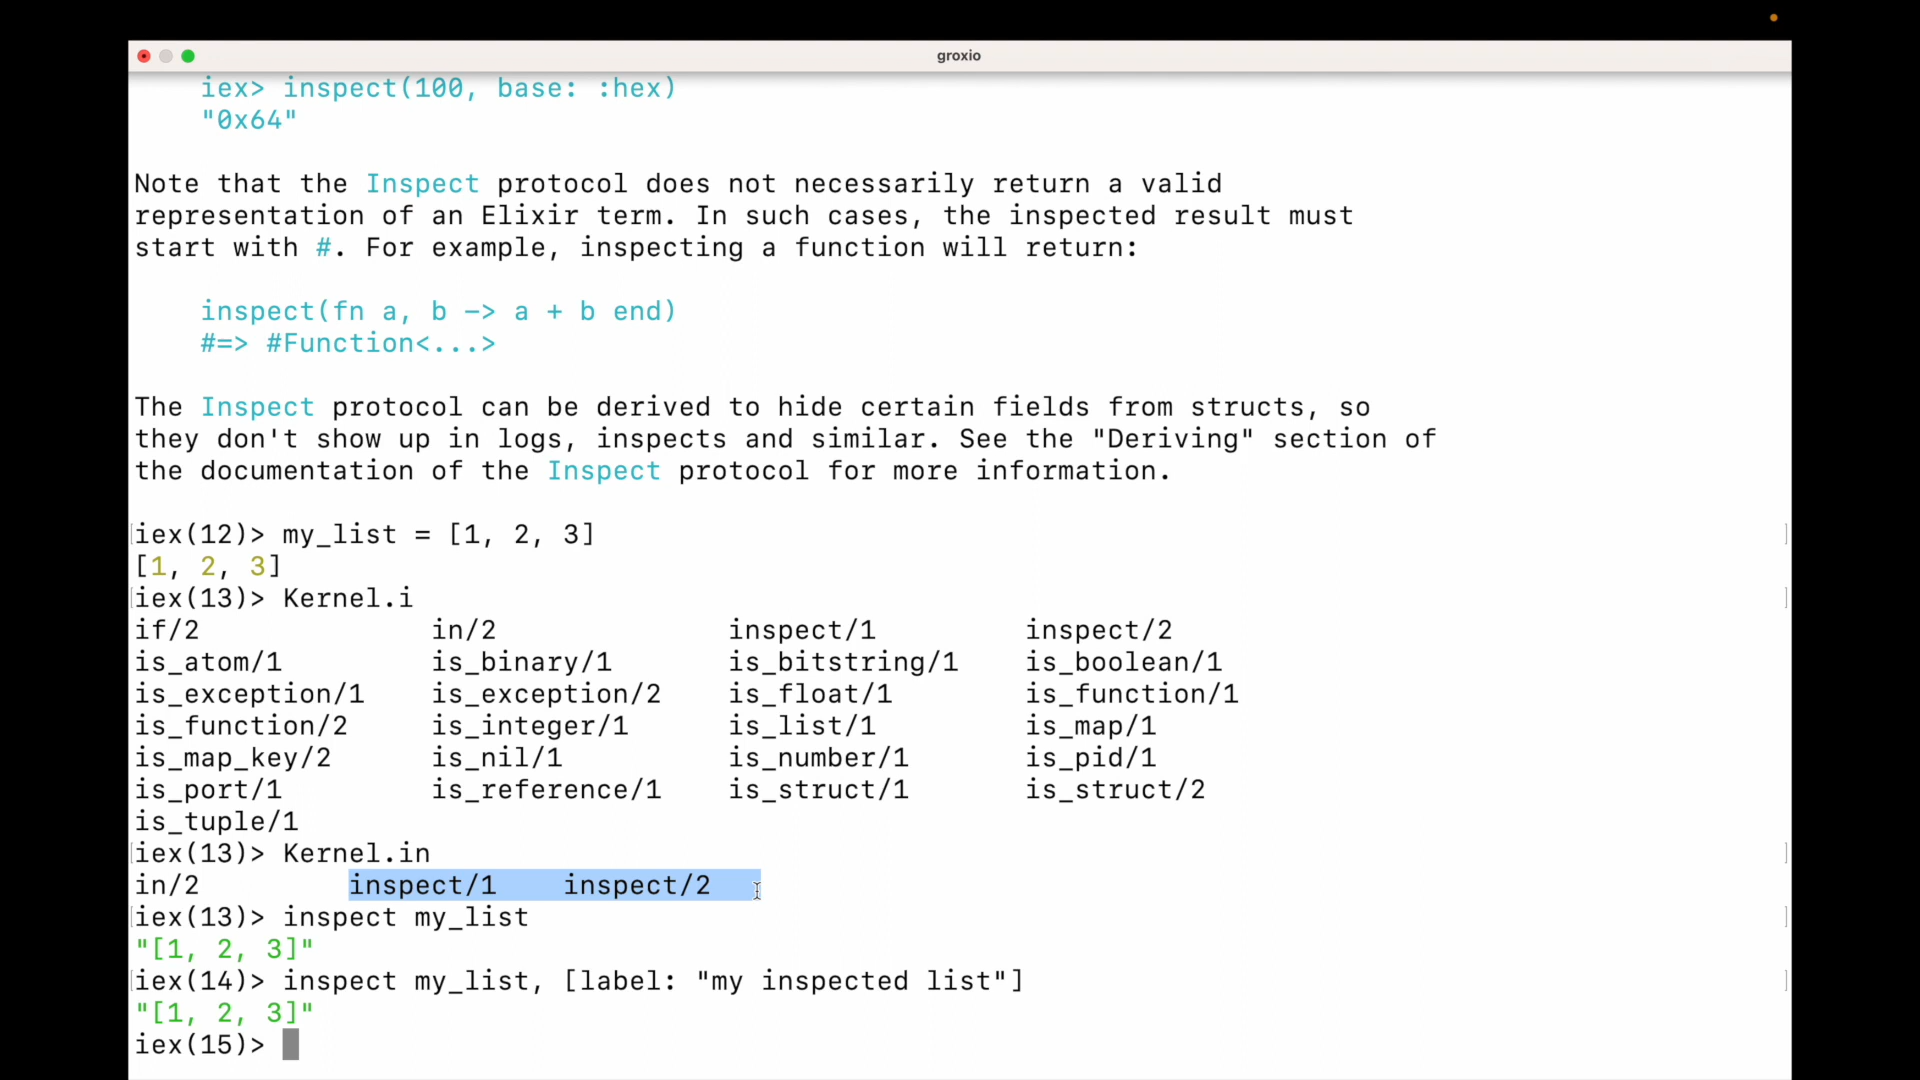 groxio
iex> inspect(100, base: :hex)
"0x64"
Note that the Inspect protocol does not necessarily return a valid
representation of an Elixir term. In such cases, the inspected result must
start with #. For example, inspecting a function will return:
inspect(fn a, b -> a + b end)
#=> #Function<...>
The Inspect protocol can be derived to hide certain fields from structs, so
they don't show up in logs, inspects and similar. See the "Deriving" section of
the documentation of the Inspect protocol for more information.
iex(12)> my_list = [1, 2, 3]
[1, 2, 3]
iex(13)> Kernel.i
if/2 in/2 inspect/1 inspect/2
is_atom/1 is_binary/1 is_bitstring/1 is_boolean/1
is_exception/1 is_exception/2 is_float/1 is_function/1
is_function/2 is_integer/1 is_list/1 is_map/1
is_map_key/2 is_nil/1 is_number/1 is_pid/1
is_port/1 is_reference/1 is_struct/1 is_struct/2
is_tuple/1
iex(13)> Kernel.in
in/2 inspect/1 inspect/2
iex(13)> inspect my_list
"[1, 2, 3]"
iex(14)> inspect my_list, [label: "my inspected list"]
"[1, 2, 3]"
iex(15)>